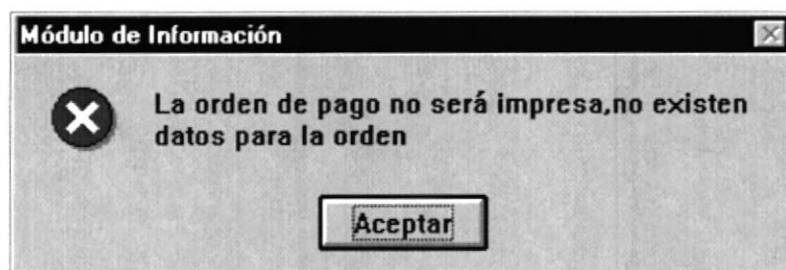 Módulo de Información
La orden de pago no será impresa,no existen
datos para la orden
Aceptar